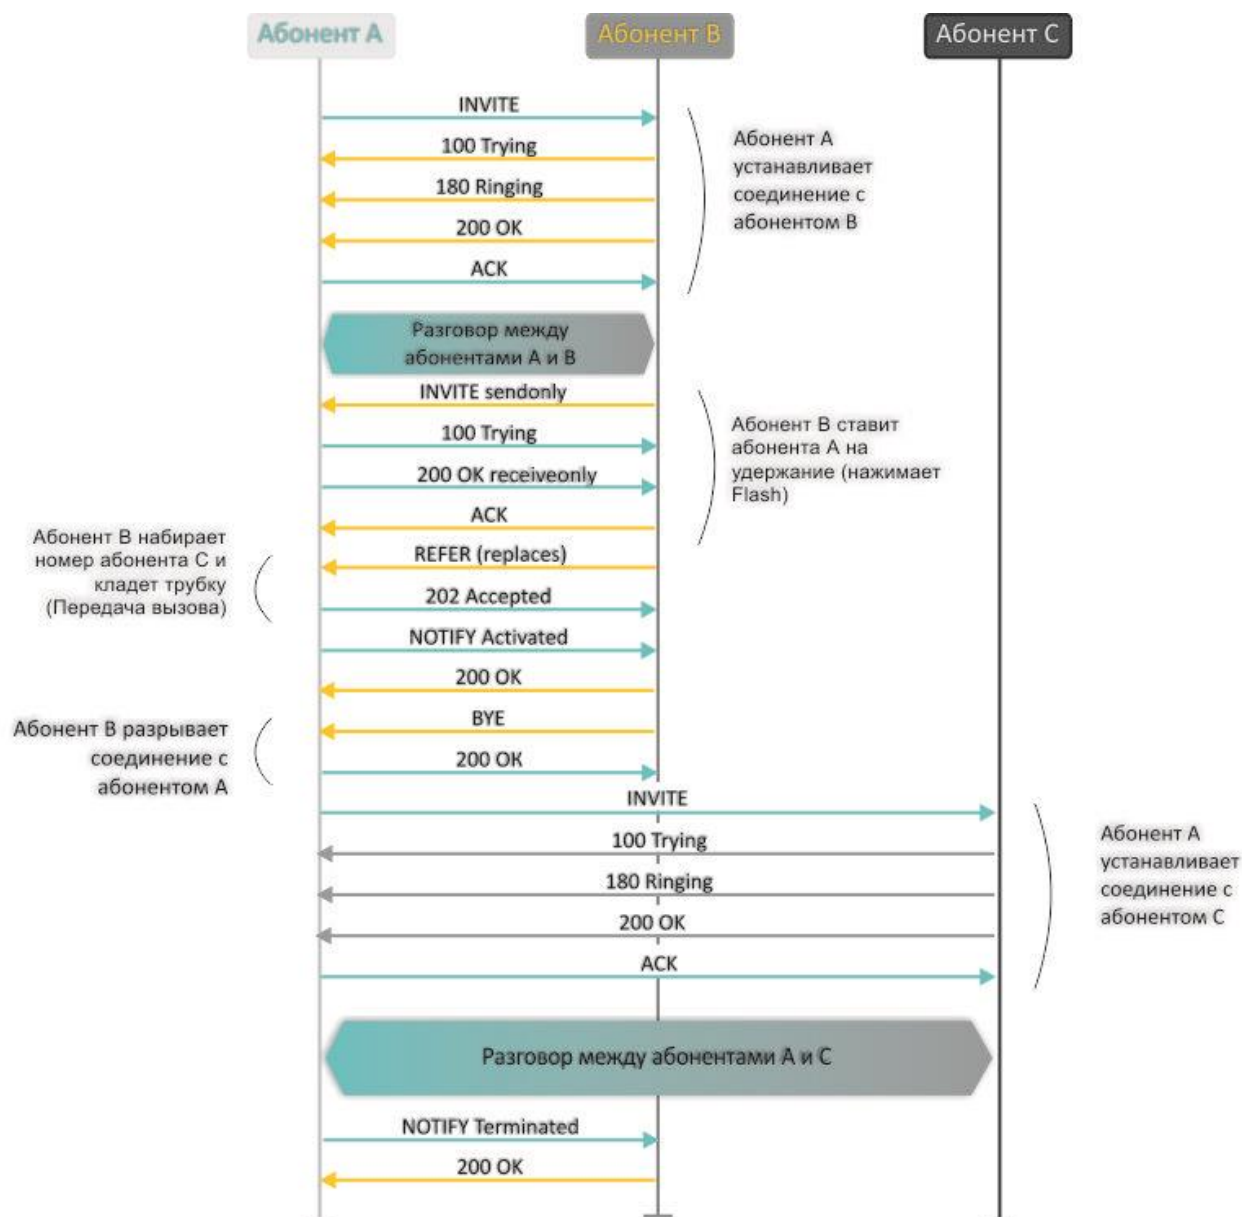 Абонент А
Абонент В
Абонент С
INVITE
100 Trying
180 Ringing
200 OK
ACK
Абонент А
устанавливает
соединение с
абонентом В
Разговор между
абонентами А и В
INVITE sendonly
100 Trying
200 OK receiveonly
ACK
Абонент В ставит
абонента А на
удержание (нажимает
Flash)
REFER (replaces)
202 Accepted
Абонент В набирает
номер абонента С и
кладет трубку
(Передача вызова)
NOTIFY Activated
200 OK
BYE
200 OK
Абонент В разрывает
соединение с
абонентом А
INVITE
100 Trying
180 Ringing
200 OK
ACK
Абонент А
устанавливает
соединение с
абонентом С
Разговор между абонентами А и С
NOTIFY Terminated
200 OK